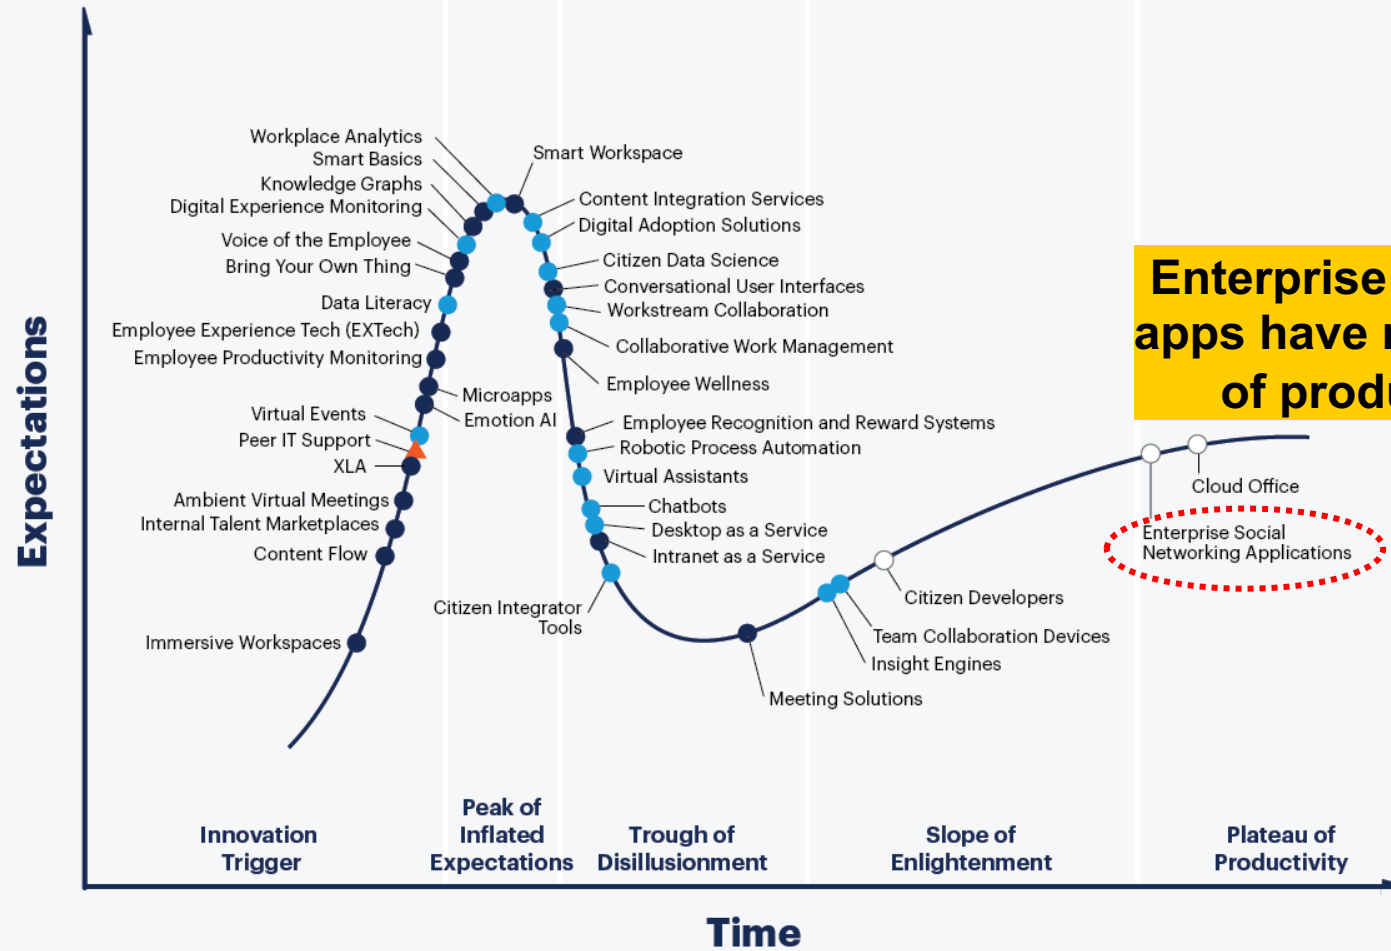 Workplace Analytics
Smart Basics
Knowledge Graphs
Digital Experience Monitoring
Voice of the Employee
Bring Your Own Thing
Data Literacy
Employee Experience Tech (EXTech)
Employee Productivity Monitoring
Microapps
Emotion AI
Virtual Events
Peer IT Support
XLA
Ambient Virtual Meetings
Internal Talent Marketplaces
Content Flow
Immersive Workspaces
Smart Workspace
Content Integration Services
Digital Adoption Solutions
Citizen Data Science
Conversational User Interfaces
Workstream Collaboration
Collaborative Work Management
Employee Wellness
Employee Recognition and Reward Systems
Robotic Process Automation
Virtual Assistants
Chatbots
Desktop as a Service
Intranet as a Service
Citizen Integrator
Tools
Meeting Solutions
Insight Engines
Team Collaboration Devices
Citizen Developers
Enterprise
apps have
of
Cloud Office
Enterprise Social
Networking Applications
Expectations
Innovation
Trigger
Peak of
Inflated
Expectations
Trough of
Disillusionment
Slope of
Enlightenment
Plateau of
Productivity
Time